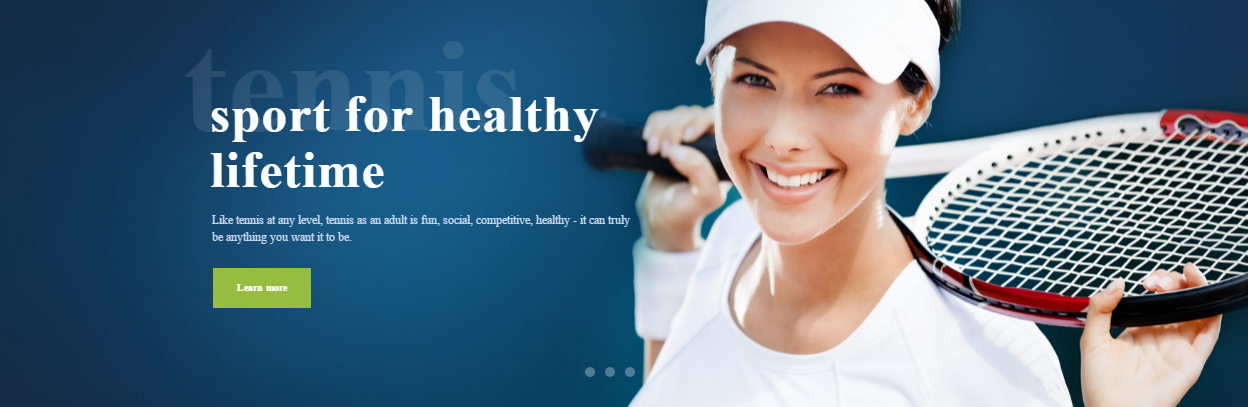 tennis
sport for healthy
lifetime
Like tennis at any level, tennis as an adult is fun, social, competitive, healthy - it can truly
be anything you want it to be.
Learn more